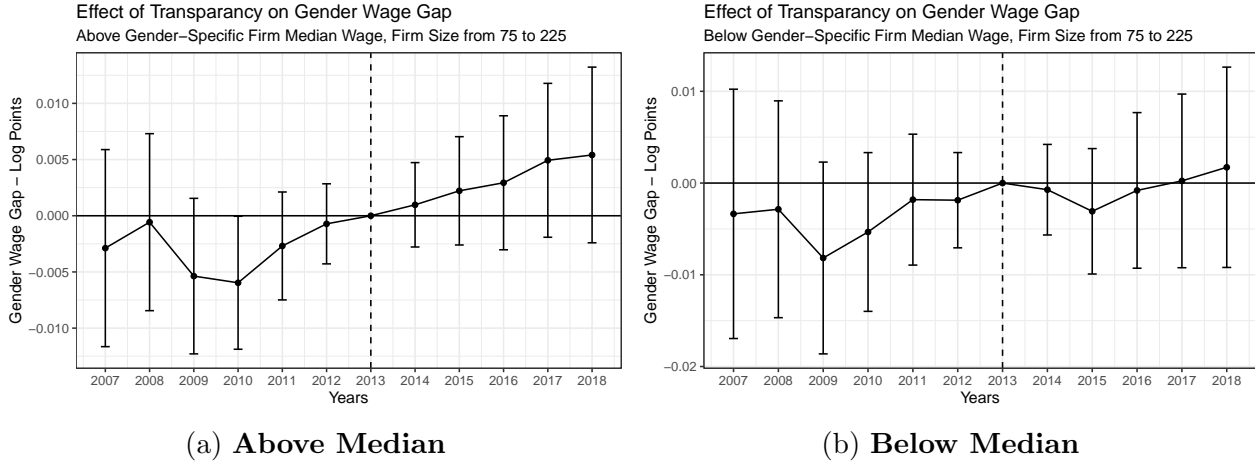 Effect of Transparancy on Gender Wage Gap
Above Gender−Specific Firm Median Wage, Firm Size from 75 to 225
Gender Wage Gap − Log Points
0.010
0.005
0.000
−0.005
−0.010
2007 2008 2009 2010 2011 2012 2013 2014 2015 2016 2017 2018
Years
(a) Above Median
Effect of Transparancy on Gender Wage Gap
Below Gender−Specific Firm Median Wage, Firm Size from 75 to 225
Gender Wage Gap − Log Points
0.01
0.00
−0.01
−0.02
2007 2008 2009 2010 2011 2012 2013 2014 2015 2016 2017 2018
Years
(b) Below Median